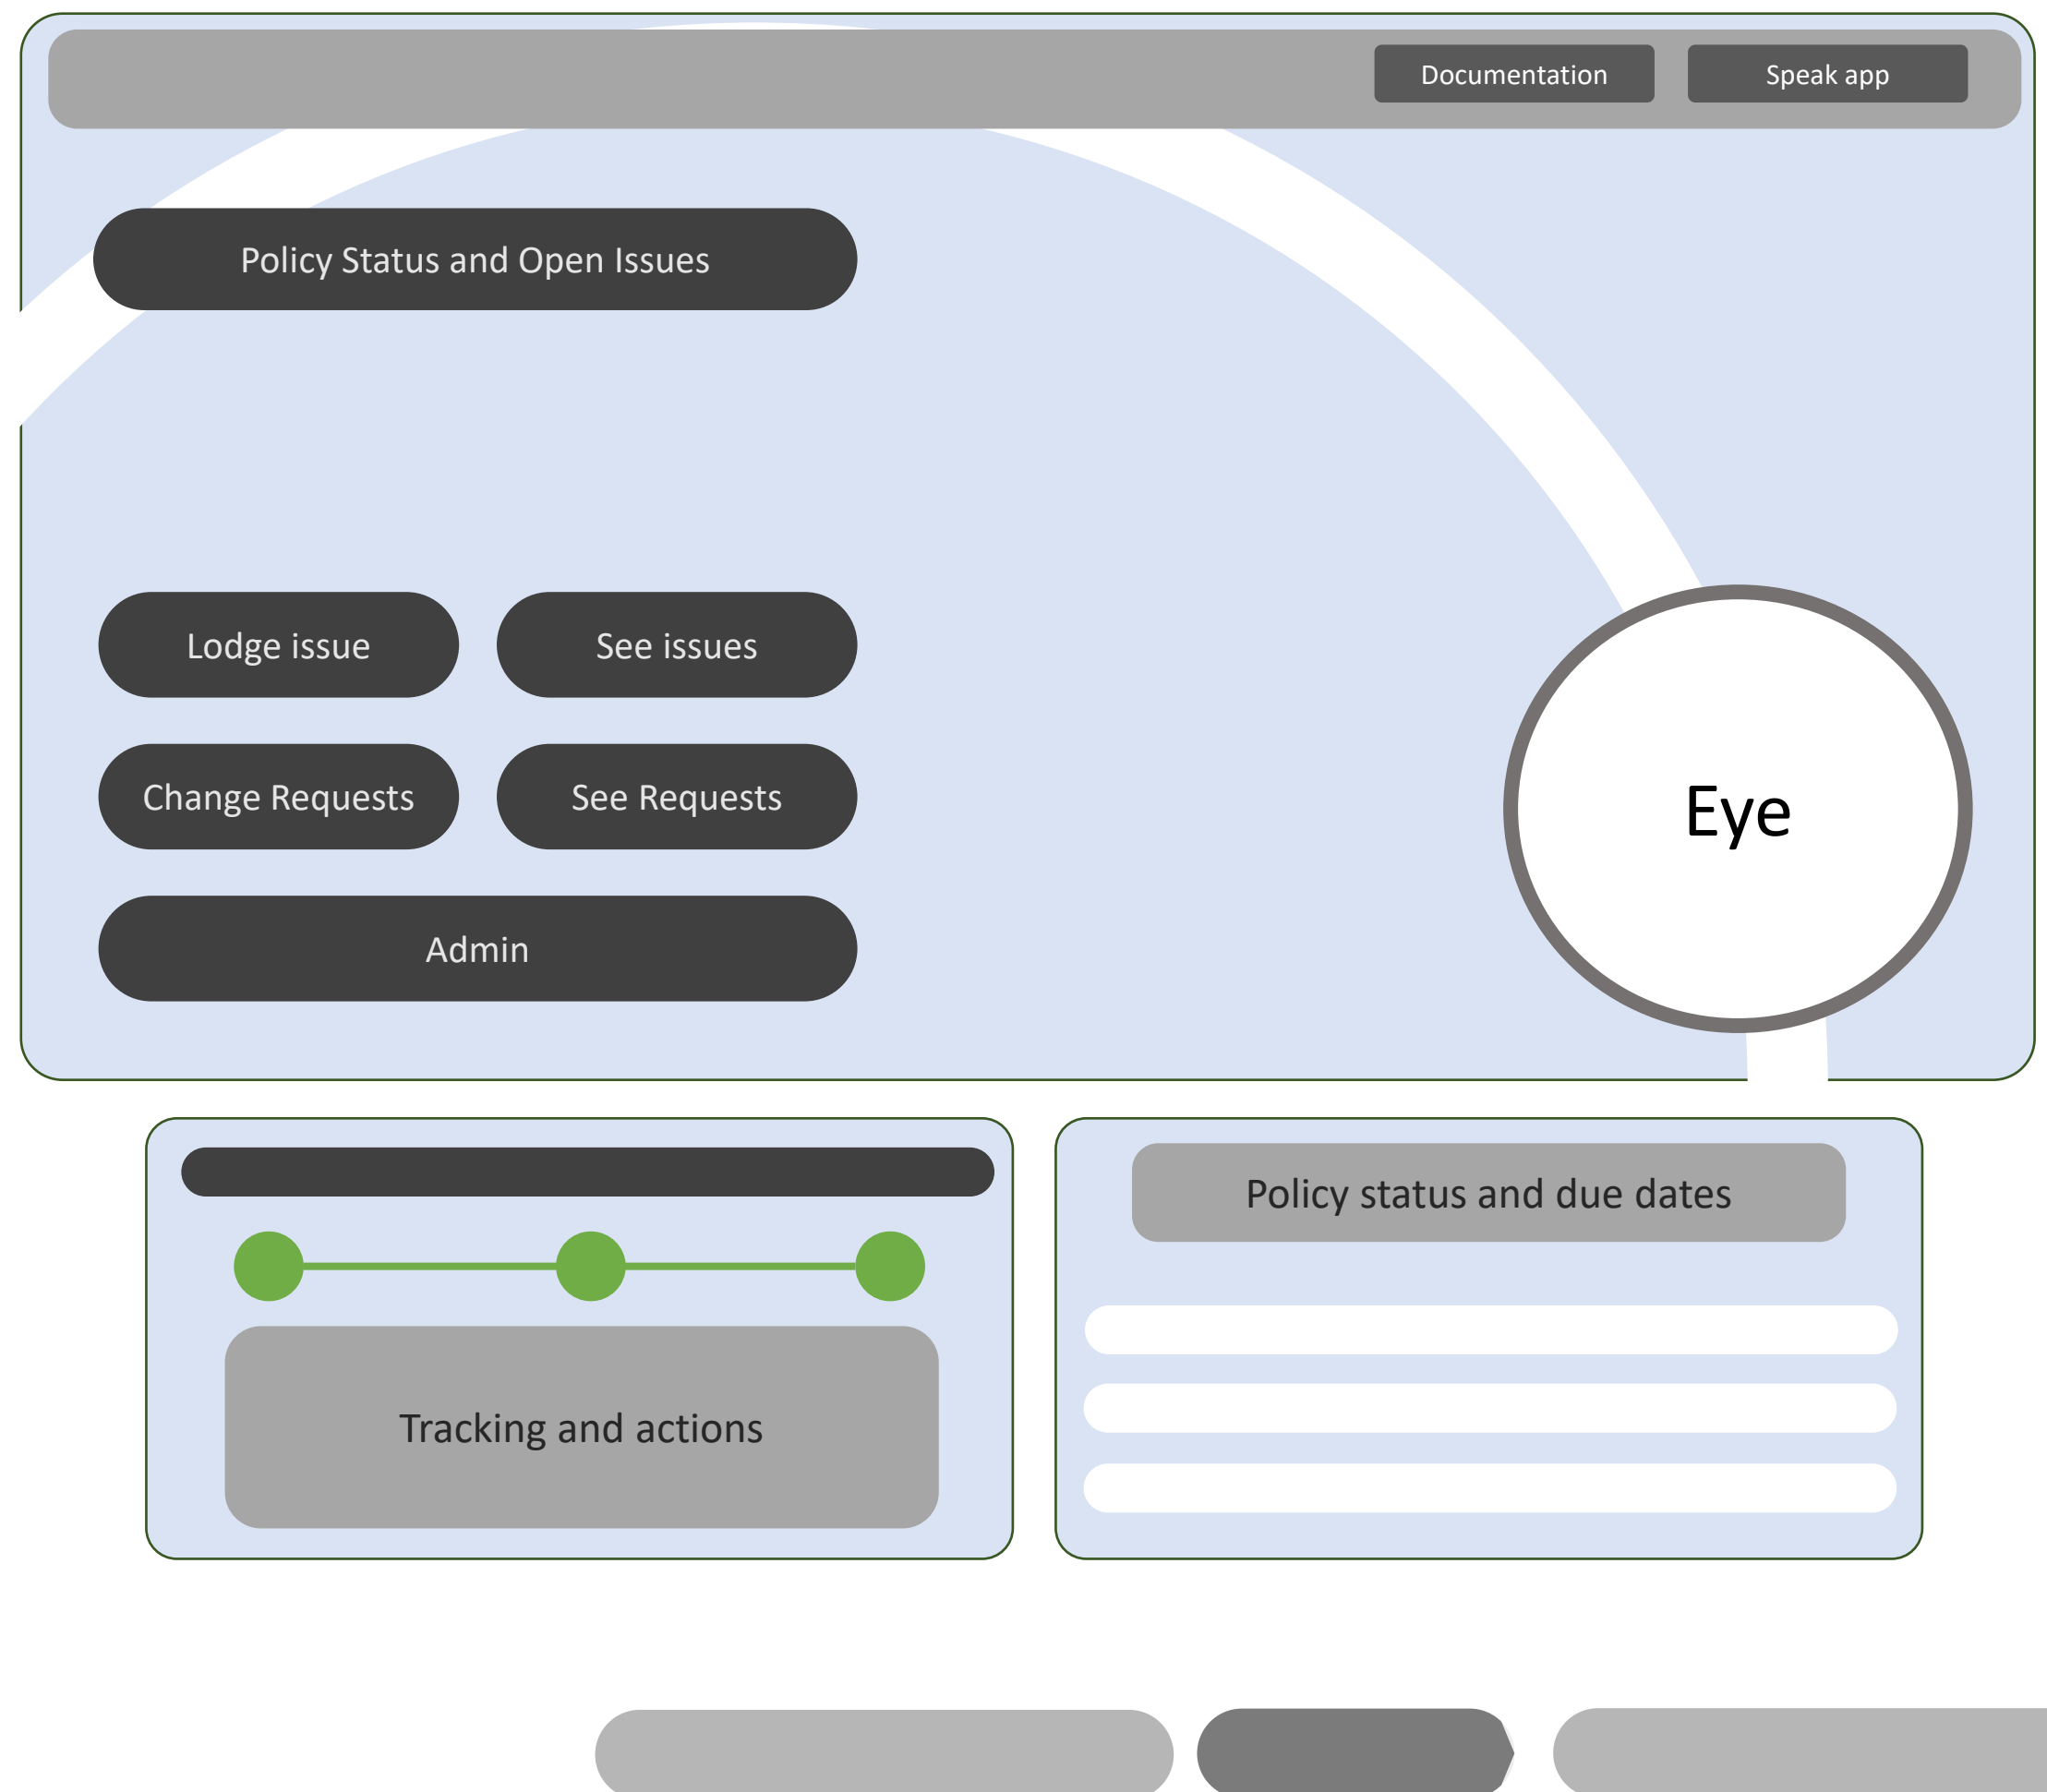 Documentation
Speak app
Policy Status and Open Issues
Lodge issue
See issues
Change Requests
See Requests
Admin
Eye
Tracking and actions
Policy status and due dates